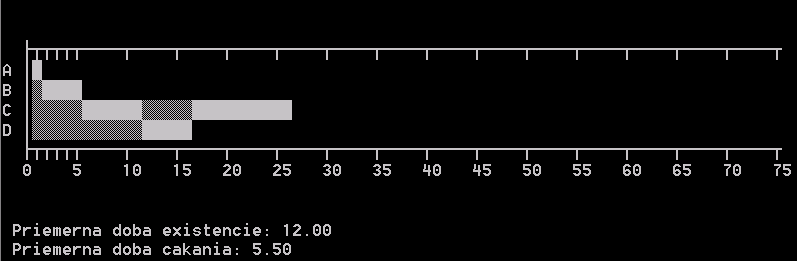 A
B
C
D
0 5 10 15 20 25 30 35 40 45 50 55 60 65 70 75
Priemerna doba existencie: 12.00
Priemerna doba cakania: 5.50